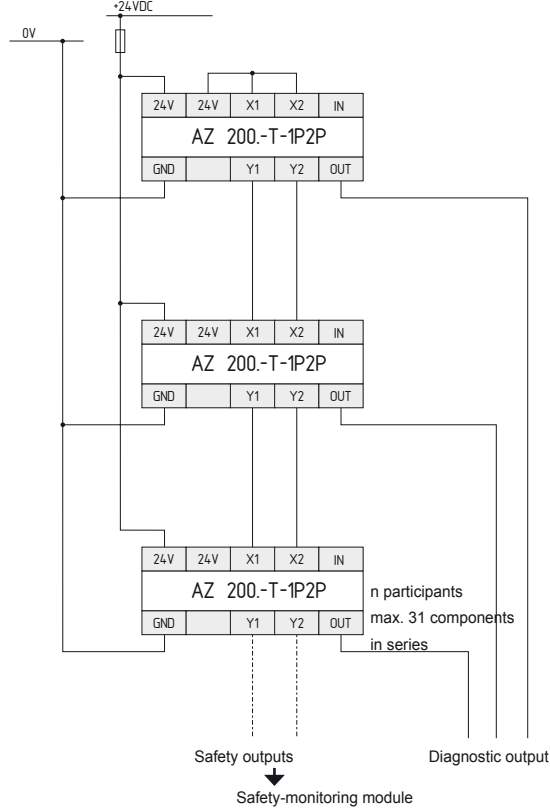 +24VDC
0V
24V 24V X1 X2 IN
AZ 200.-T-1P2P
GND Y1 Y2 OUT
24V 24V X1 X2 IN
AZ 200.-T-1P2P
GND Y1 Y2 OUT
24V 24V X1 X2 IN
AZ 200.-T-1P2P
GND Y1 Y2 OUT
n participants
max. 31 components
in series
Safety outputs
Diagnostic output
Safety-monitoring module